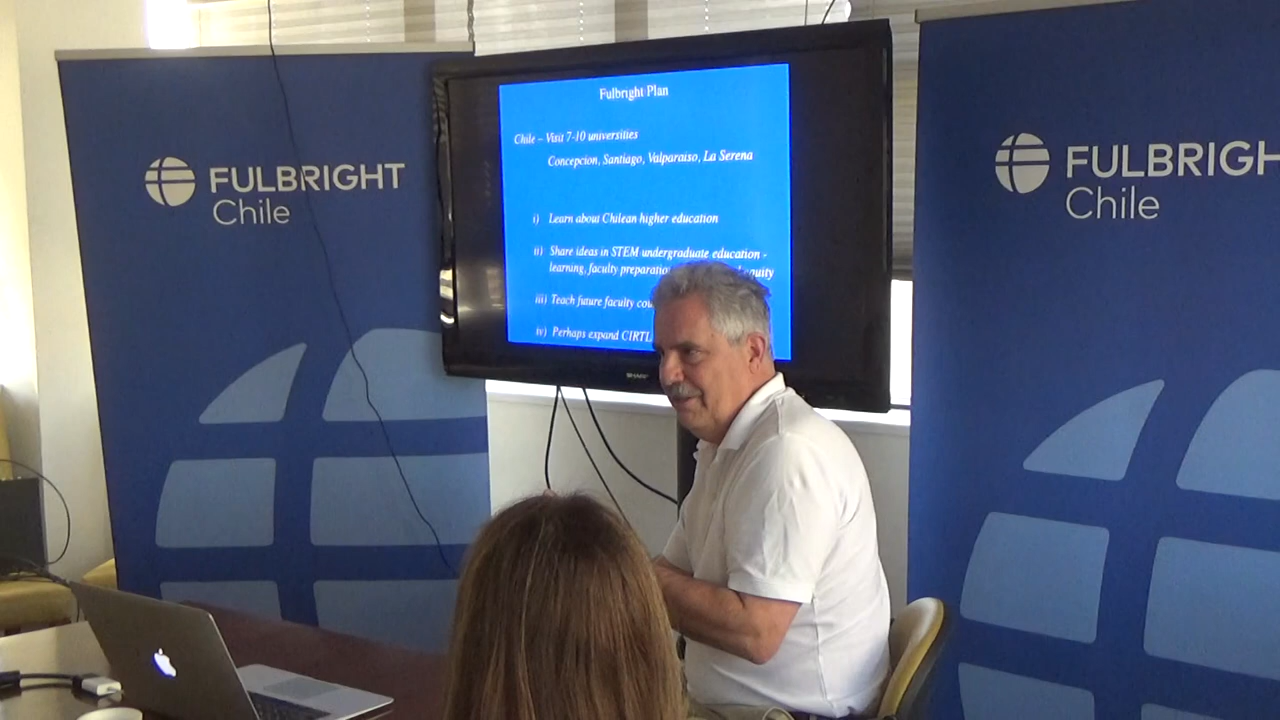 FULBRIGHT
Chile
Fulbright Plan
Chile – Visit 7-10 universities
Concepcion, Santiago, Valparaiso, La Serena
i) Learn about Chilean higher education
ii) Share ideas in STEM undergraduate education -
learning, faculty equity
iii) Teach future faculty
iv) Perhaps expand CIRTL
SHARP
FULBRIGH
Chile